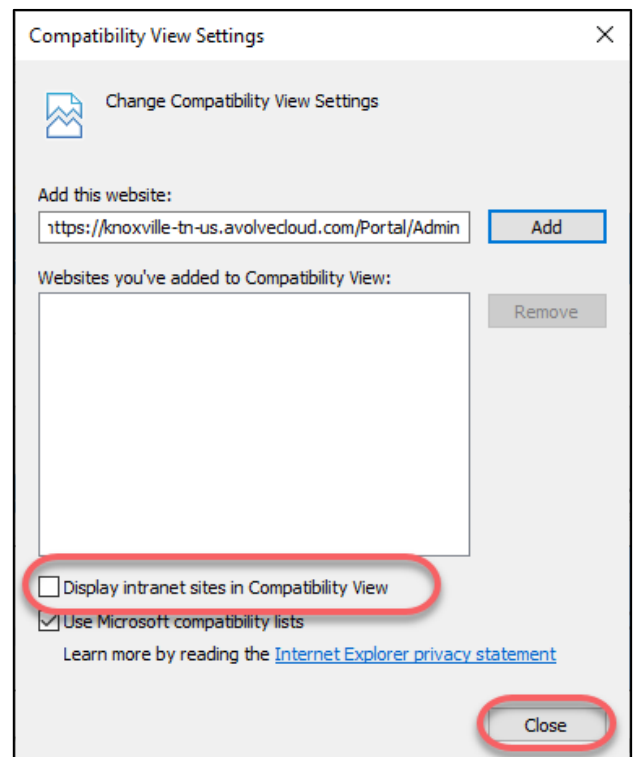 Compatibility View Settings
Change Compatibility View Settings
Add this website:
https://knoxville-tn-us.avolvecloud.com/Portal/Admin
Add
Websites you've added to Compatibility View:
Remove
Display intranet sites in Compatibility View
Use Microsoft compatibility lists
Learn more by reading the Internet Explorer privacy statement
Close